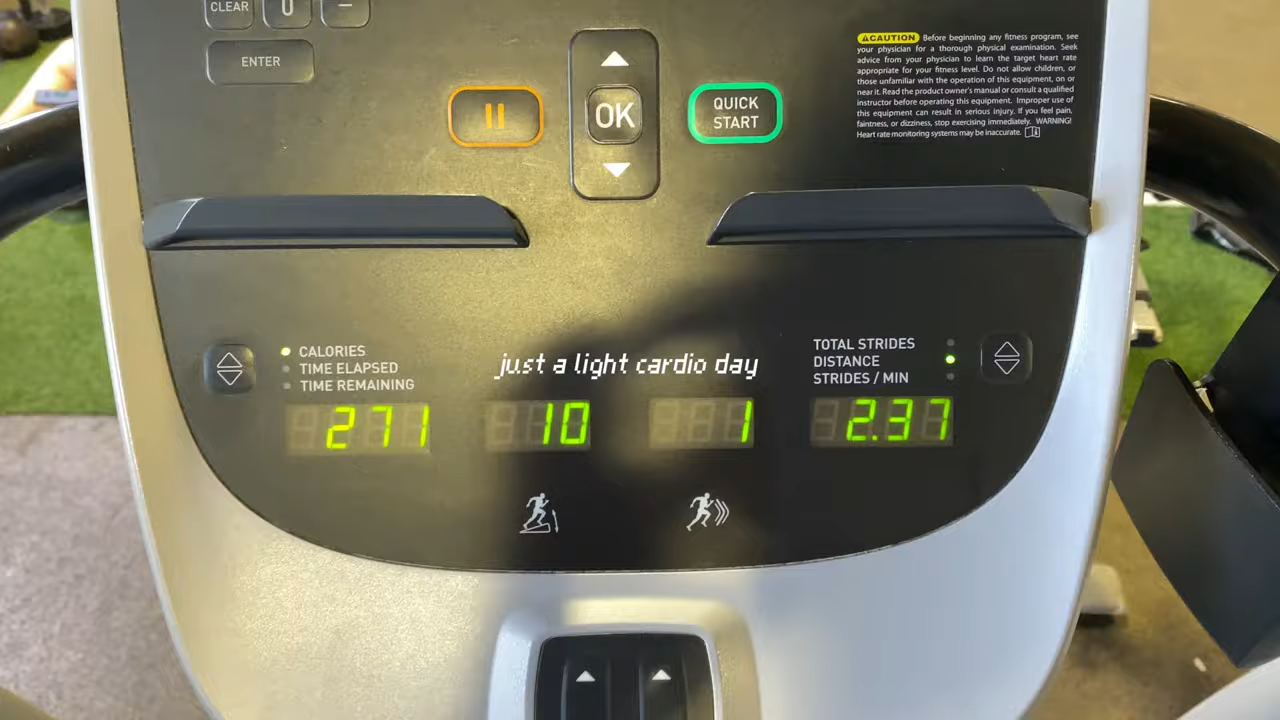 CLEAR
0
–
ENTER
OK
QUICK
START
CAUTION Before beginning any fitness program, see
your physician for a thorough physical examination. Seek
advice from your physician to learn the target heart rate
appropriate for your fitness level. Do not allow children, or
those unfamiliar with the operation of this equipment, on or
near it. Read the product owner's manual or consult a qualified
instructor before operating this equipment. Improper use of
this equipment can result in serious injury. If you feel pain,
faintness, or dizziness, stop exercising immediately. WARNING!
Heart rate monitoring systems may be inaccurate.
CALORIES
TIME ELAPSED
TIME REMAINING
just a light cardio day
TOTAL STRIDES
DISTANCE
STRIDES / MIN
271
10
1
2.37